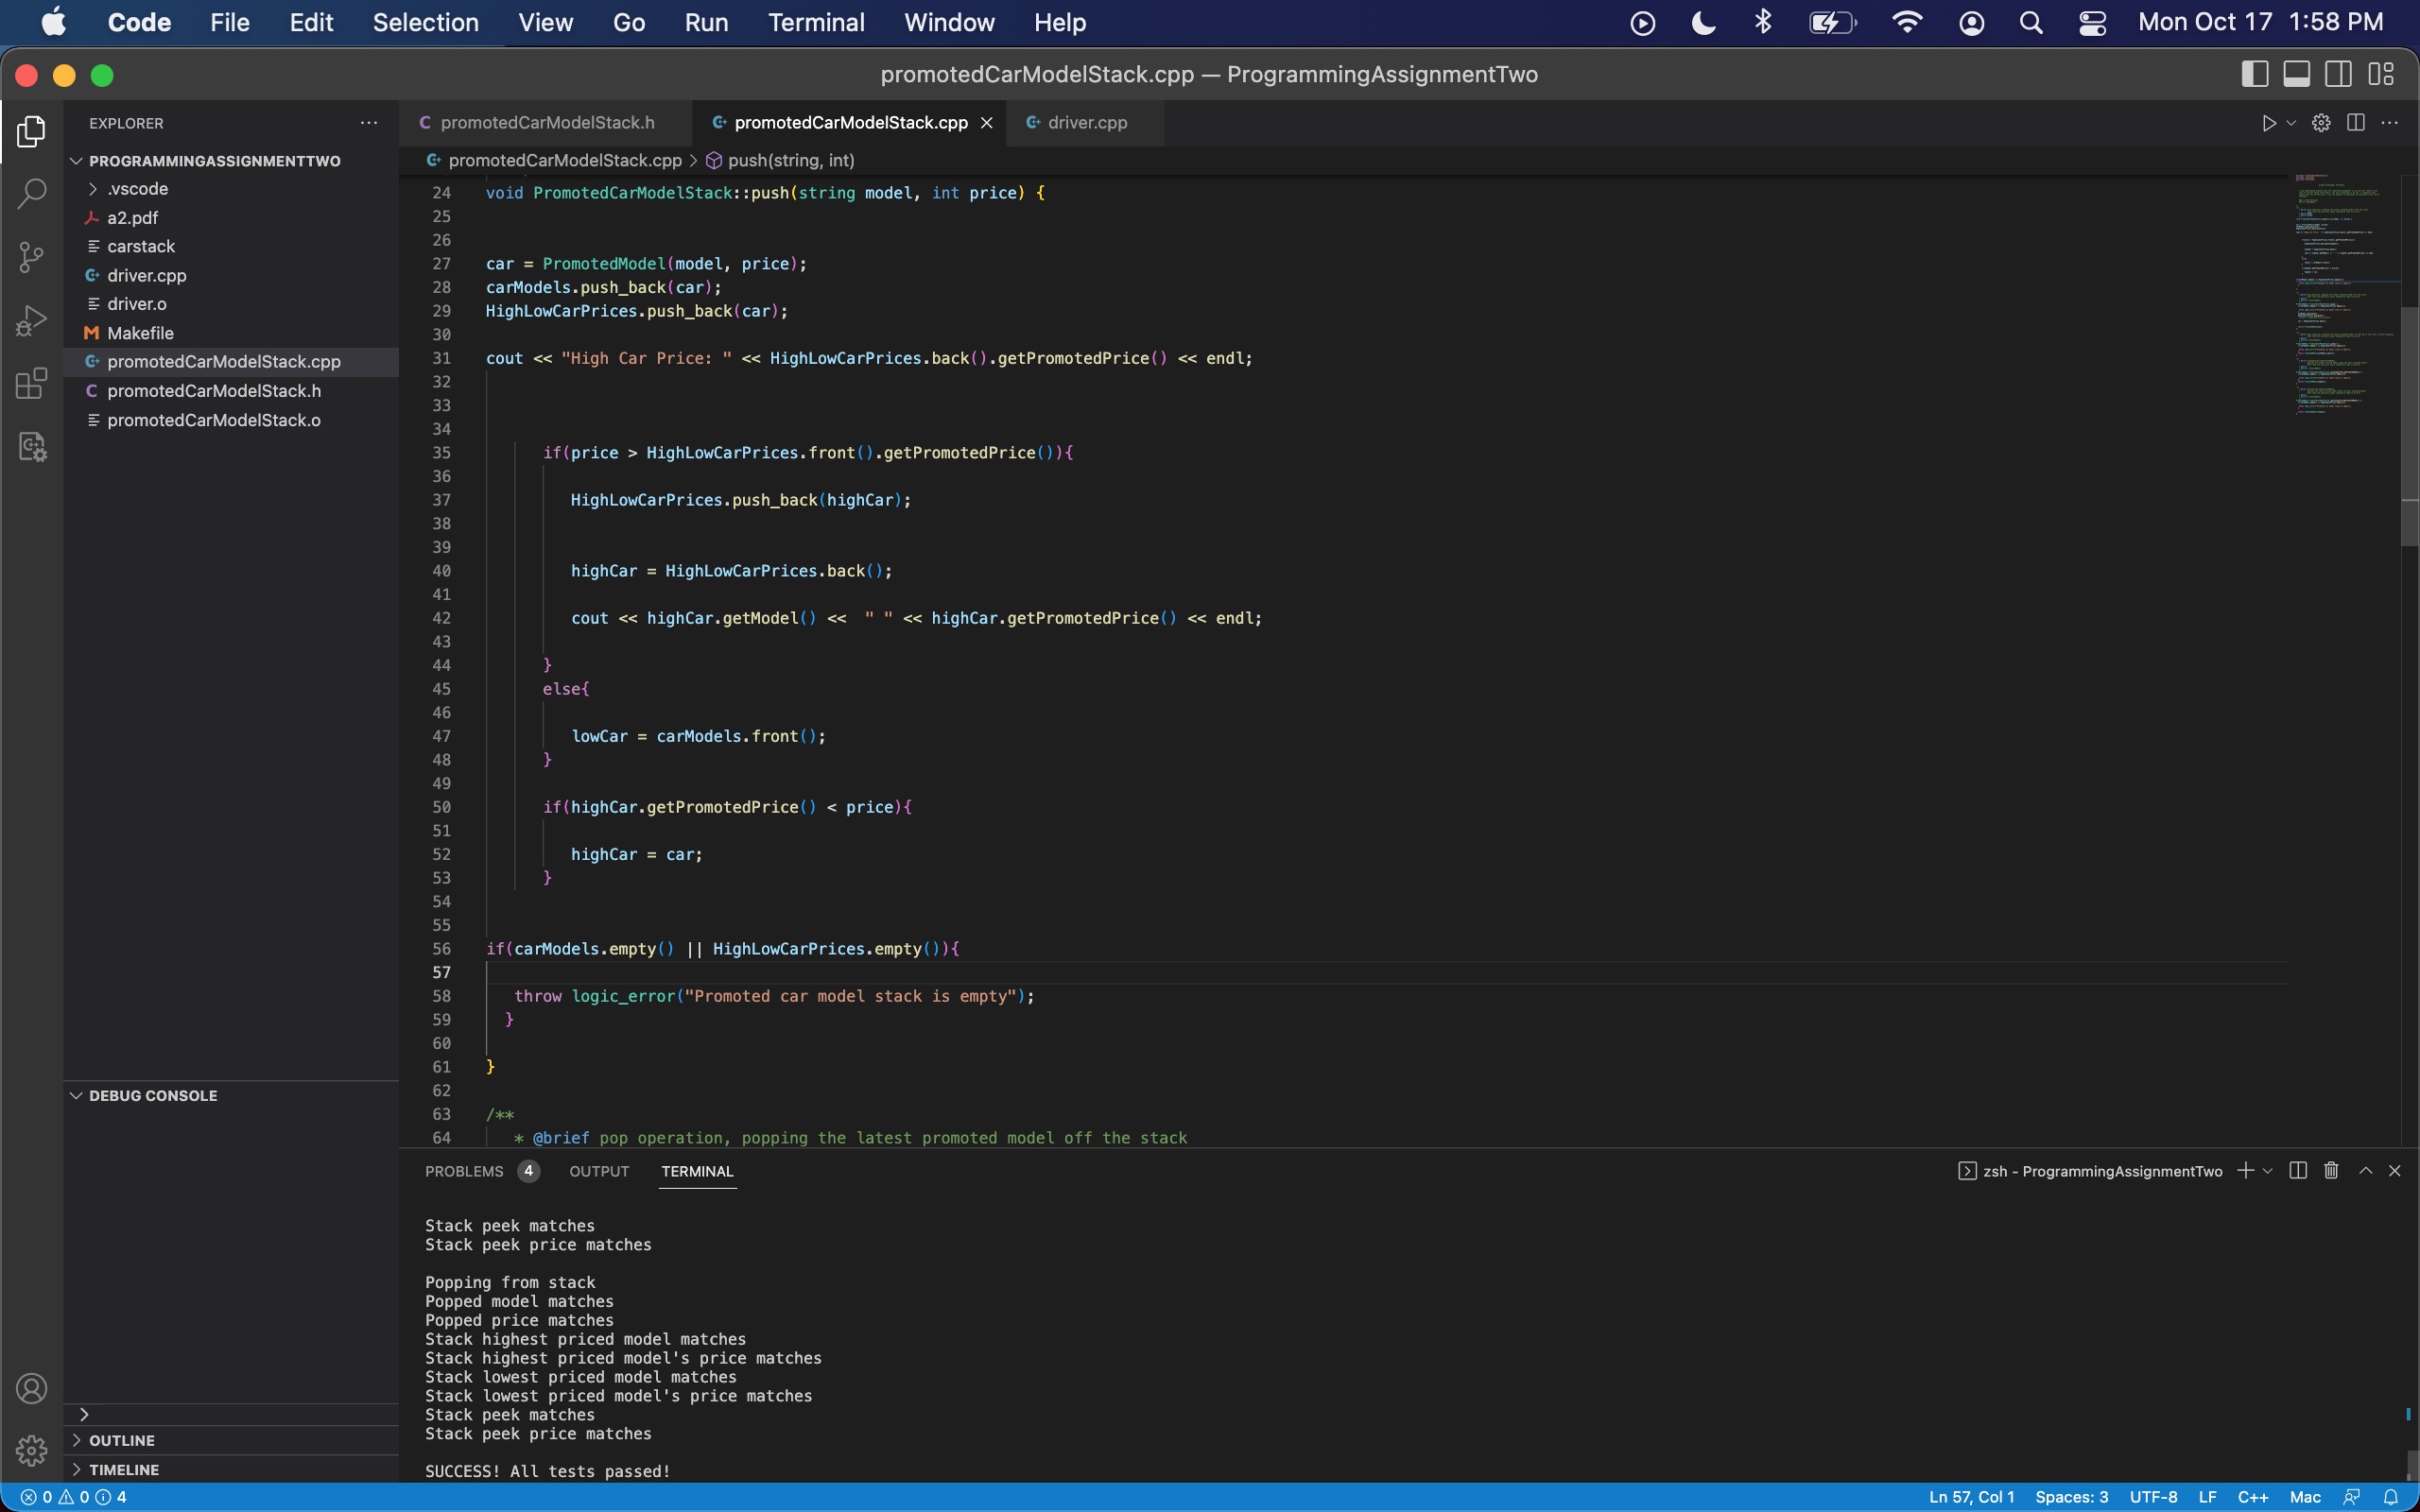 Code File Edit Selection View Go Run Terminal Window Help Mon Oct 17 1:58 PM
promotedCarModelStack.cpp — ProgrammingAssignmentTwo
EXPLORER
PROGRAMMINGASSIGNMENTTWO
.vscode
a2.pdf
carstack
driver.cpp
driver.o
M Makefile
promotedCarModelStack.cpp
C promotedCarModelStack.h
promotedCarModelStack.o
DEBUG CONSOLE
OUTLINE
TIMELINE
C promotedCarModelStack.h promotedCarModelStack.cpp driver.cpp
promotedCarModelStack.cpp > push(string, int)
24 void PromotedCarModelStack::push(string model, int price) {
25
26
27 car = PromotedModel(model, price);
28 carModels.push_back(car);
29 HighLowCarPrices.push_back(car);
30
31 cout << "High Car Price: " << HighLowCarPrices.back().getPromotedPrice() << endl;
32
33
34
35 if(price > HighLowCarPrices.front().getPromotedPrice()){
36
37 HighLowCarPrices.push_back(highCar);
38
39
40 highCar = HighLowCarPrices.back();
41
42 cout << highCar.getModel() << " " << highCar.getPromotedPrice() << endl;
43
44 }
45 else{
46
47 lowCar = carModels.front();
48 }
49
50 if(highCar.getPromotedPrice() < price){
51
52 highCar = car;
53 }
54
55
56 if(carModels.empty() || HighLowCarPrices.empty()){
57
58 throw logic_error("Promoted car model stack is empty");
59 }
60
61 }
62
63 /**
64 * @brief pop operation, popping the latest promoted model off the stack
PROBLEMS 4 OUTPUT TERMINAL zsh - ProgrammingAssignmentTwo
Stack peek matches
Stack peek price matches
Popping from stack
Popped model matches
Popped price matches
Stack highest priced model matches
Stack highest priced model's price matches
Stack lowest priced model matches
Stack lowest priced model's price matches
Stack peek matches
Stack peek price matches
SUCCESS! All tests passed!
0 0 4 Ln 57, Col 1 Spaces: 3 UTF-8 LF C++ Mac